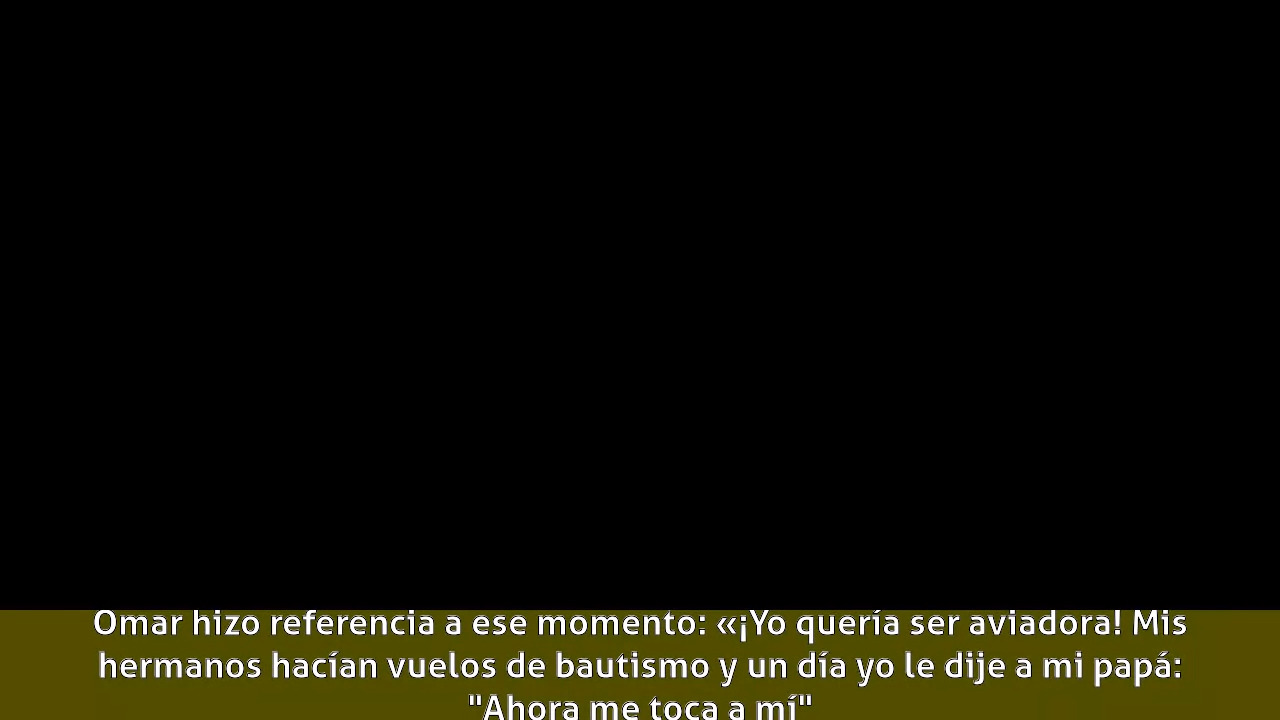 Omar hizo referencia a ese momento: «¡Yo quería ser aviadora! Mis
hermanos hacían vuelos de bautismo y un día yo le dije a mi papá:
"Ahora me toca a mí"